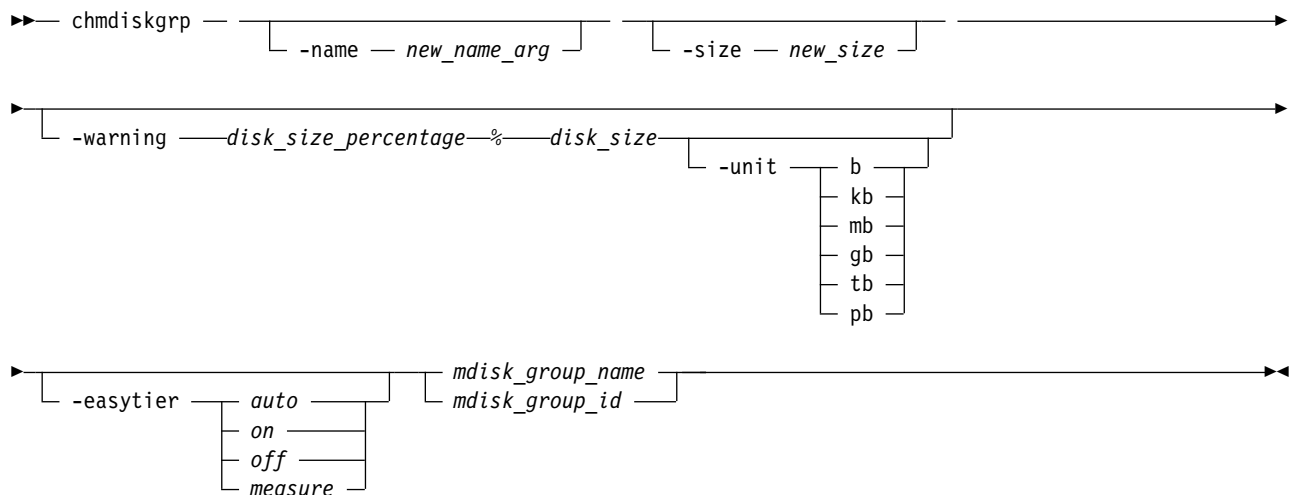 chmdiskgrp
-name new_name_arg -size new_size
-warning disk_size_percentage % disk_size
-unit b
kb
mb
gb
tb
pb
mdisk_group_name
-easytier auto mdisk_group_id
on
off
measure